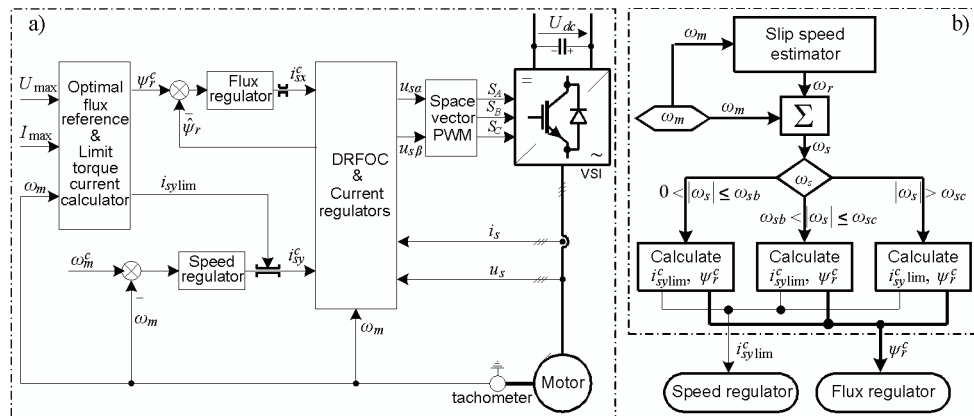 a)
U_dc
− +
U_max
I_max
ω_m
Optimal
flux
reference
&
Limit
torque
current
calculator
ψ_r^c
−
ψ̂_r
Flux
regulator
i_sx^c
i_sylim
ω_m^c
−
ω_m
Speed
regulator
i_sy^c
DRFOC
&
Current
regulators
ω_m
u_sα
u_sβ
Space
vector
PWM
S_A
S_B
S_C
=
~
VSI
i_s
u_s
tachometer
Motor
b)
ω_m
Slip speed
estimator
ω_r
ω_m
ω_m
Σ
ω_s
ω_s
0 < |ω_s| ≤ ω_sb
ω_sb < |ω_s| ≤ ω_sc
|ω_s| > ω_sc
Calculate
i_sylim^c, ψ_r^c
Calculate
i_sylim^c, ψ_r^c
Calculate
i_sylim^c, ψ_r^c
i_sylim^c
ψ_r^c
Speed regulator
Flux regulator